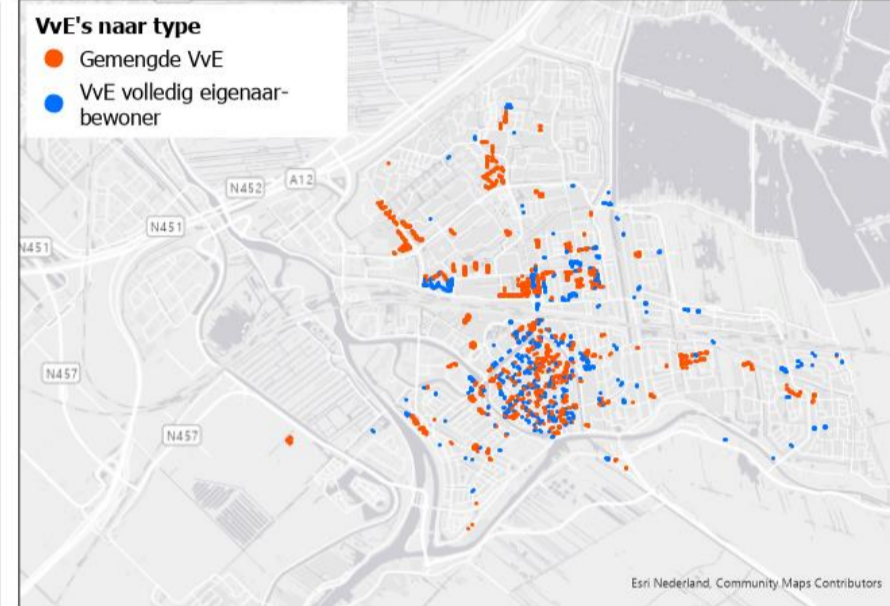 VvE's naar type
Gemengde VvE
VvE volledig eigenaar-
bewoner
A12
N452
N451
N451
N457
N457
Esri Nederland, Community Maps Contributors